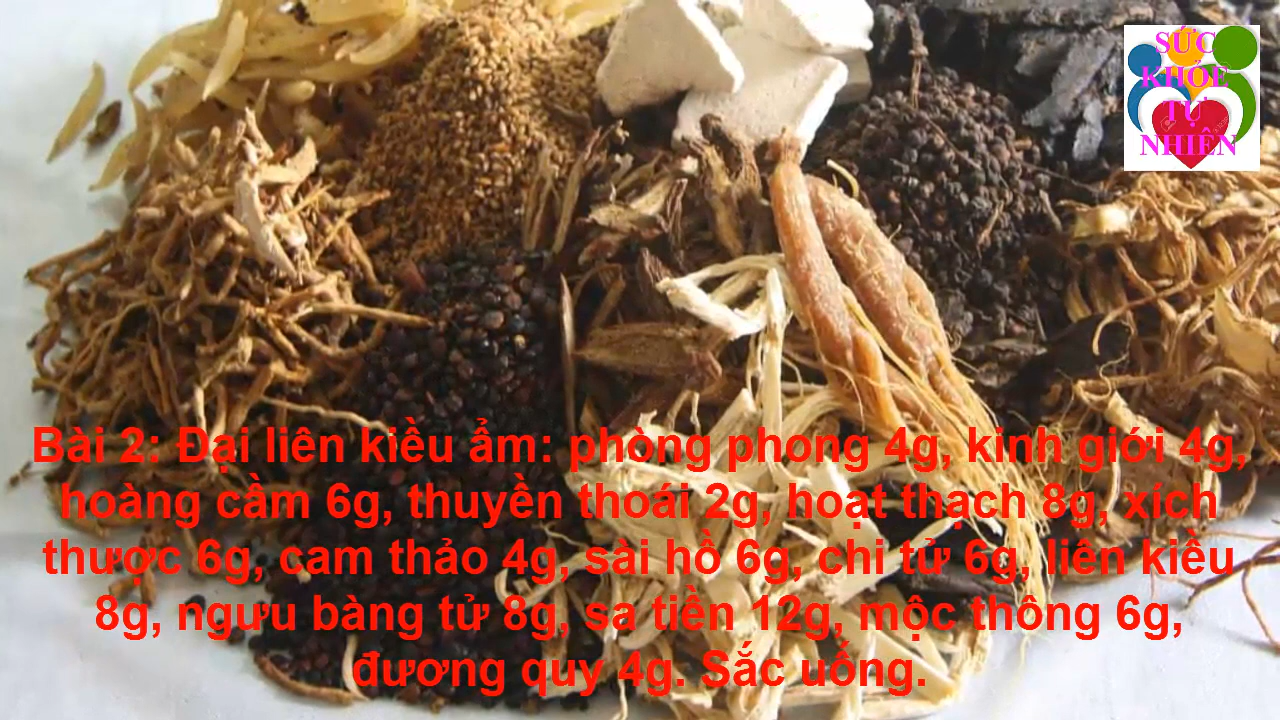 SỨC
KHỎE
TỰ
NHIÊN
Bài 2: Đại liên kiều ẩm: phòng phong 4g, kinh giới 4g,
hoàng cầm 6g, thuyền thoái 2g, hoạt thạch 8g, xích
thược 6g, cam thảo 4g, sài hồ 6g, chi tử 6g, liên kiều
8g, ngưu bàng tử 8g, sa tiền 12g, mộc thông 6g,
đương quy 4g. Sắc uống.